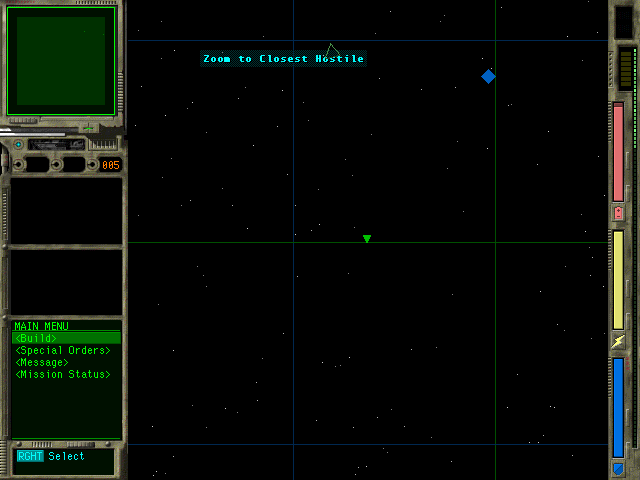 Zoom to Closest Hostile
005
MAIN MENU
<Build>
<Special Orders>
<Message>
<Mission Status>
RGHT Select